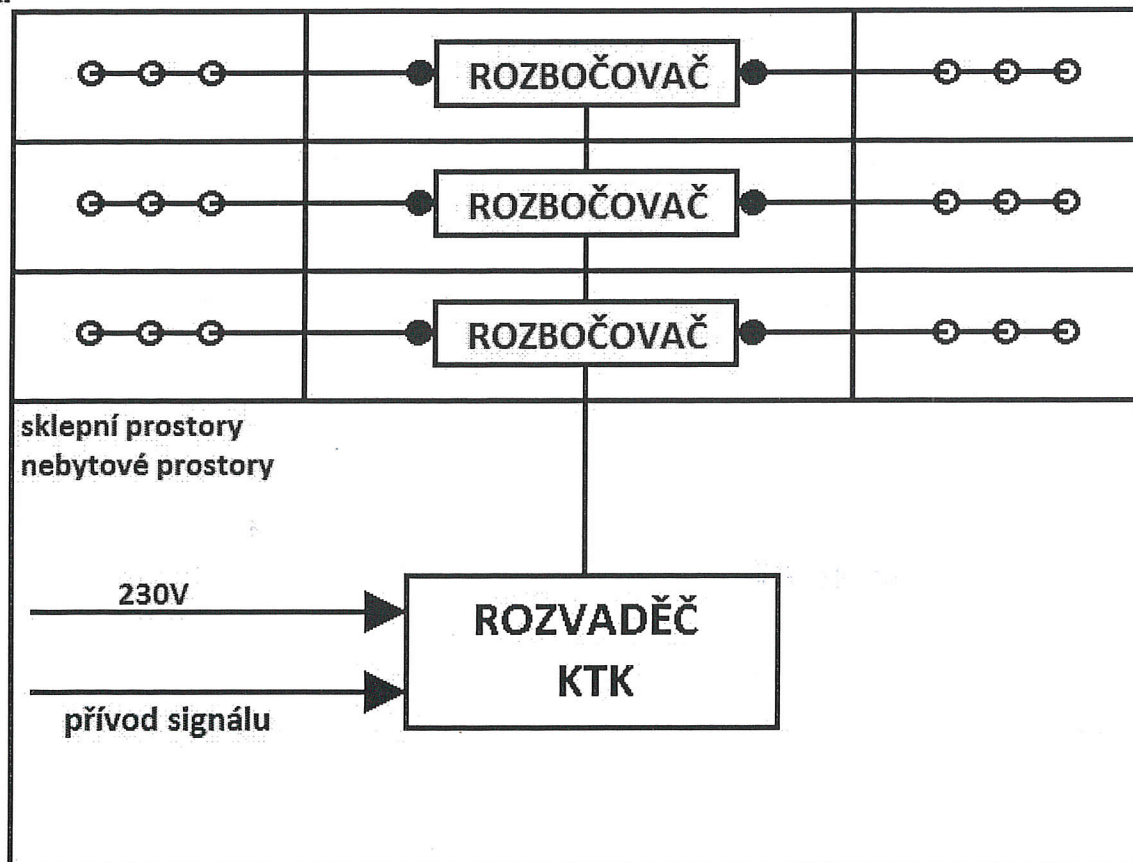 ROZBOČOVAČ
ROZBOČOVAČ
ROZBOČOVAČ
sklepní prostory
nebytové prostory
230V
ROZVADĚČ
KTK
přívod signálu